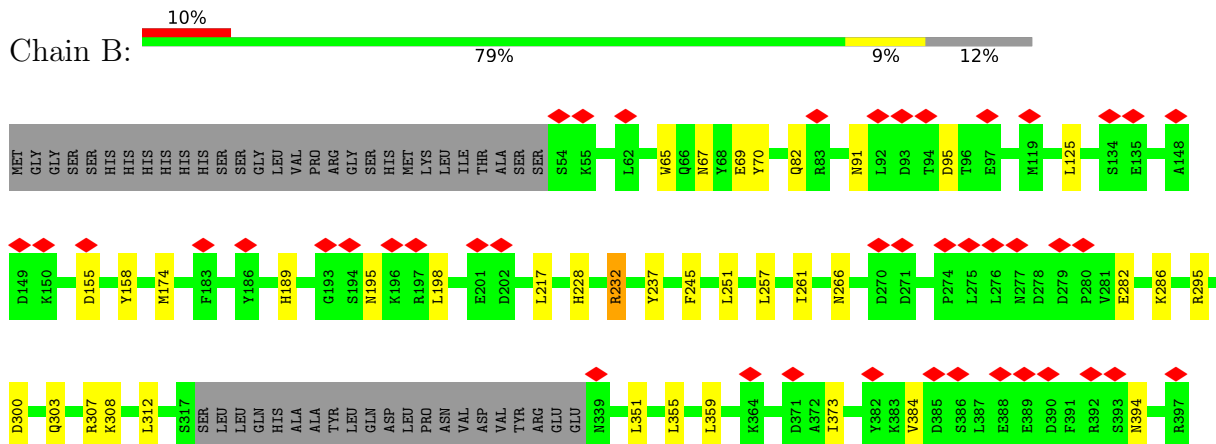 10%
Chain B:
79% 9% 12%
MET GLY GLY SER SER HIS HIS HIS HIS HIS HIS SER SER GLY LEU VAL PRO ARG GLY SER HIS MET LYS LEU ILE THR ALA SER SER S54 K55 L62 W65 Q66 N67 Y68 E69 Y70 Q82 R83 N91 L92 D93 T94 D95 T96 E97 M119 L125 S134 E135 A148
D149 K150 D155 Y158 M174 F183 Y186 H189 G193 S194 N195 K196 R197 L198 E201 D202 L217 H228 R232 Y237 F245 L251 L257 I261 N266 D270 D271 P274 L275 L276 N277 D278 D279 P280 V281 E282 K286 R295
D300 Q303 R307 K308 L312 S317 SER LEU LEU GLN HIS ALA ALA TYR LEU GLN ASP LEU PRO ASN VAL ASP VAL TYR ARG GLU GLU N339 L351 L355 L359 K364 D371 A372 I373 Y382 K383 V384 D385 S386 L387 E388 E389 D390 F391 R392 S393 N394 R397